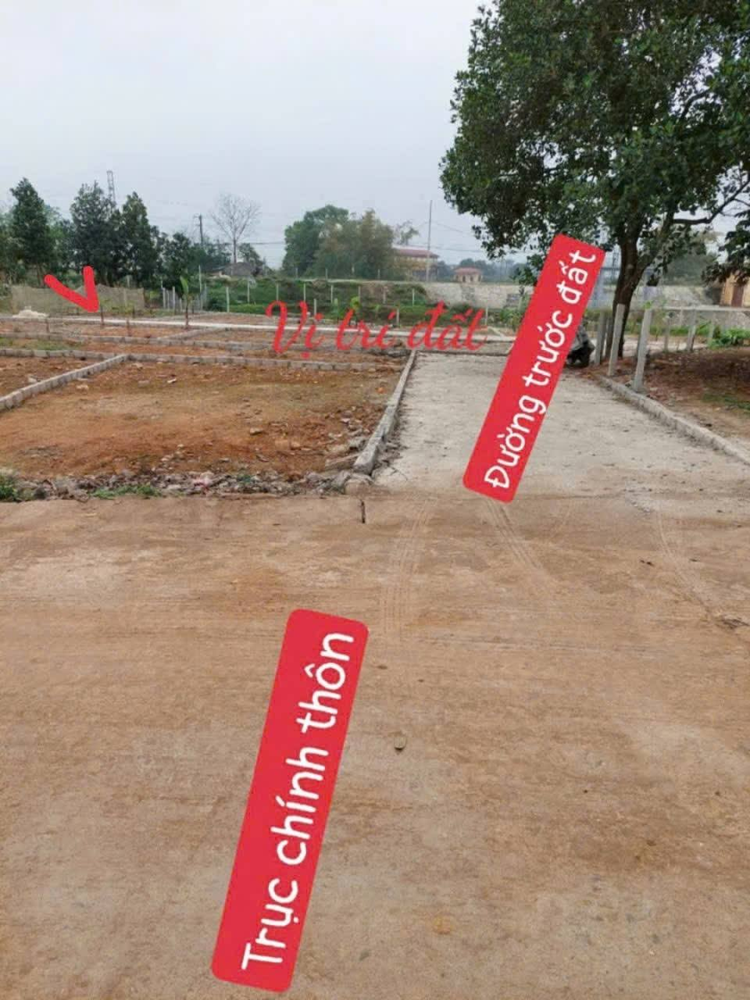 Vị trí đất
Đường trước đất
Trục chính thôn